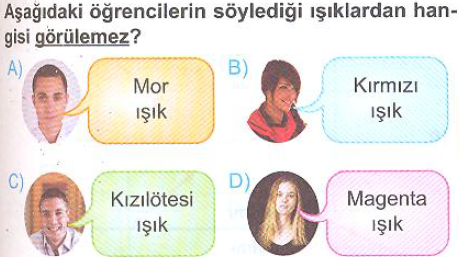 Aşağıdaki öğrencilerin söylediği ışıklardan han-
gisi görülemez?
A)
Mor
ışık
B)
Kırmızı
ışık
C)
Kızılötesi
ışık
D)
Magenta
ışık